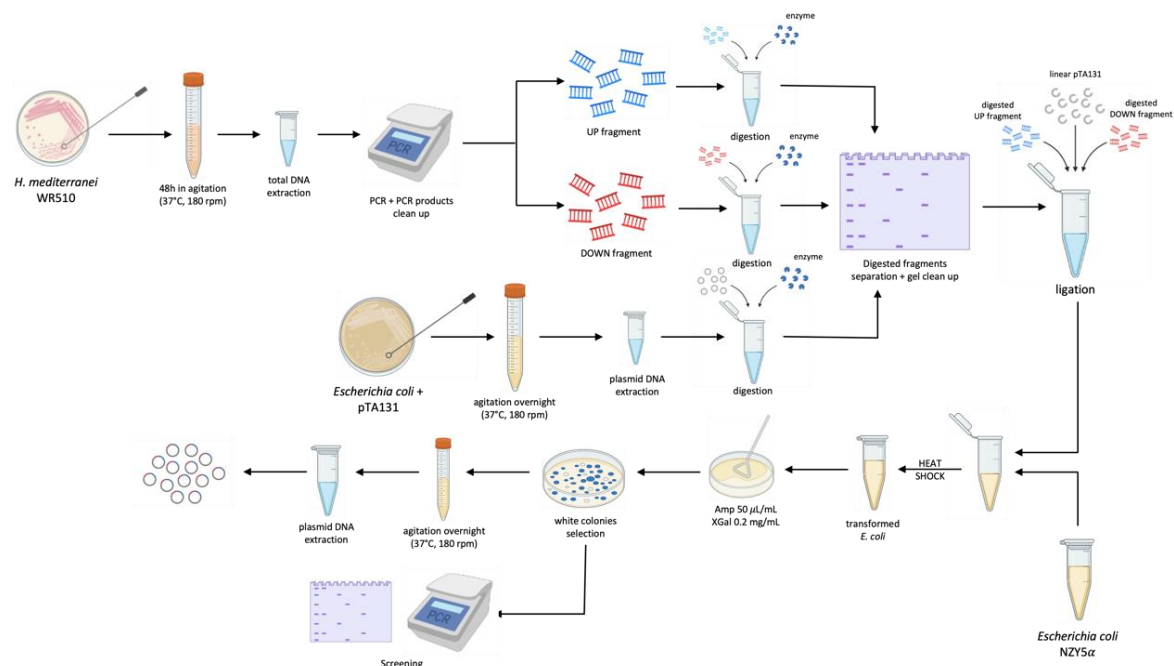 H. mediterranei
WR510
48h in agitation
(37°C, 180 rpm)
total DNA
extraction
PCR
PCR + PCR products
clean up
UP fragment
DOWN fragment
enzyme
digestion
enzyme
digestion
enzyme
digestion
Digested fragments
separation + gel clean up
linear pTA131
digested
UP fragment
digested
DOWN fragment
ligation
Escherichia coli +
pTA131
agitation overnight
(37°C, 180 rpm)
plasmid DNA
extraction
HEAT
SHOCK
Escherichia coli
NZY5α
transformed
E. coli
Amp 50 µL/mL
XGal 0.2 mg/mL
white colonies
selection
agitation overnight
(37°C, 180 rpm)
plasmid DNA
extraction
PCR
Screening